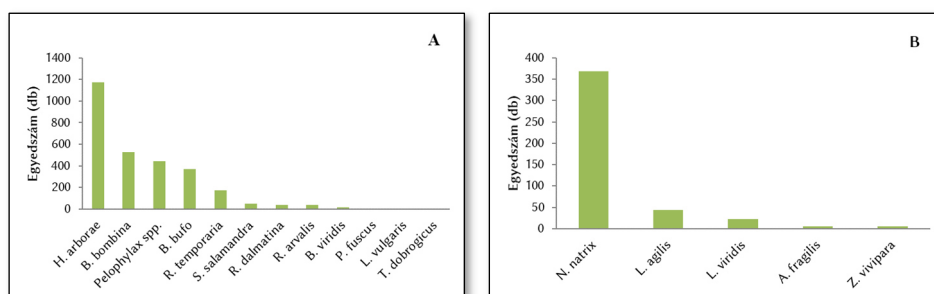 A
Egyedszám (db)
1400
1200
1000
800
600
400
200
0
H. arborae
B. bombina
Pelophylax spp.
B. bufo
R. temporaria
S. salamandra
R. dalmatina
R. arvalis
B. viridis
P. fuscus
L. vulgaris
T. dobrogicus
B
Egyedszám (db)
400
350
300
250
200
150
100
50
0
N. natrix
L. agilis
L. viridis
A. fragilis
Z. vivipara